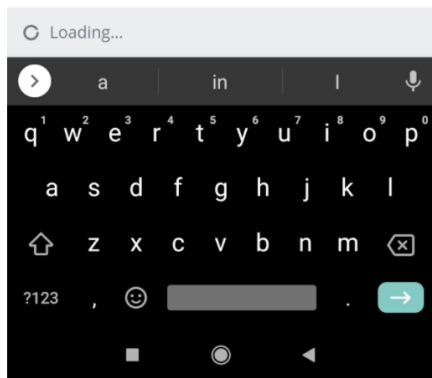 Loading...
a in I
q1 w2 e3 r4 t5 y6 u7 i8 o9 p0
a s d f g h j k l
z x c v b n m
?123 , .